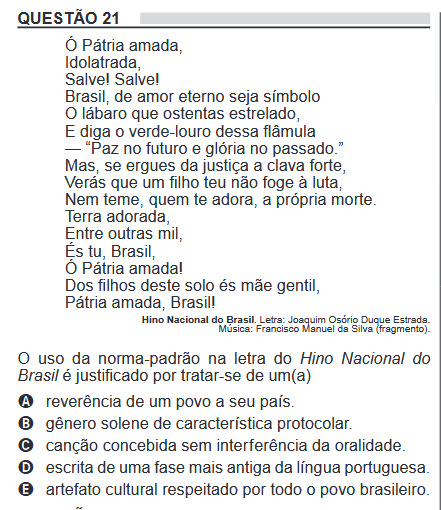 QUESTÃO 21
Ó Pátria amada,
Idolatrada,
Salve! Salve!
Brasil, de amor eterno seja símbolo
O lábaro que ostentas estrelado,
E diga o verde-louro dessa flâmula
— “Paz no futuro e glória no passado.”
Mas, se ergues da justiça a clava forte,
Verás que um filho teu não foge à luta,
Nem teme, quem te adora, a própria morte.
Terra adorada,
Entre outras mil,
És tu, Brasil,
Ó Pátria amada!
Dos filhos deste solo és mãe gentil,
Pátria amada, Brasil!
Hino Nacional do Brasil. Letra: Joaquim Osório Duque Estrada.
Música: Francisco Manuel da Silva (fragmento).
O uso da norma-padrão na letra do Hino Nacional do
Brasil é justificado por tratar-se de um(a)
A reverência de um povo a seu país.
B gênero solene de característica protocolar.
C canção concebida sem interferência da oralidade.
D escrita de uma fase mais antiga da língua portuguesa.
E artefato cultural respeitado por todo o povo brasileiro.